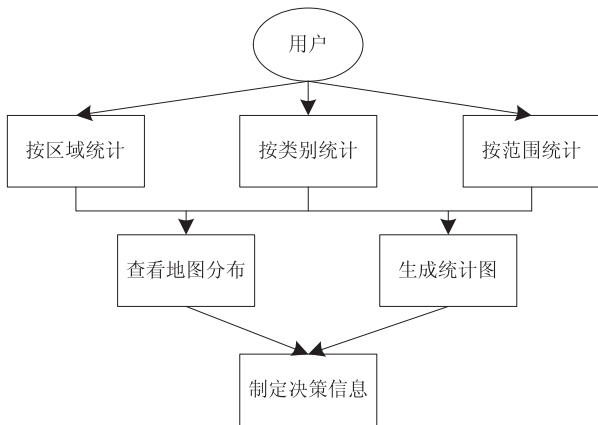 用户
按区域统计
按类别统计
按范围统计
查看地图分布
生成统计图
制定决策信息